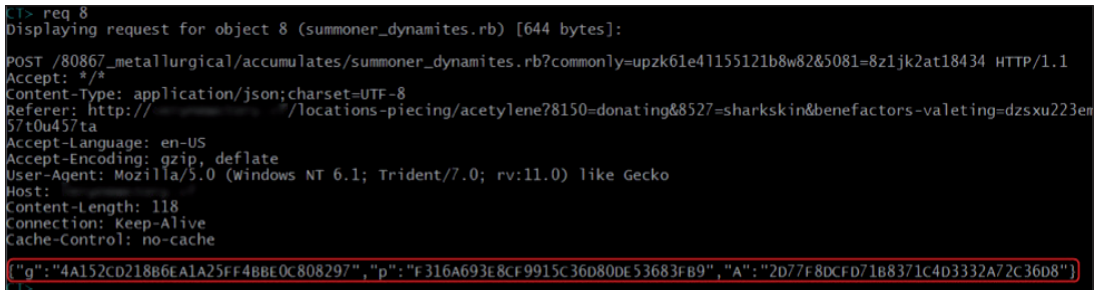 CT> req 8
Displaying request for object 8 (summoner_dynamites.rb) [644 bytes]:
POST /80867_metallurgical/accumulates/summoner_dynamites.rb?commonly=upzk61e4l155121b8w82&5081=8z1jk2at18434 HTTP/1.1
Accept: */*
Content-Type: application/json;charset=UTF-8
Referer: http:// /locations-piecing/acetylene?8150=donating&8527=sharkskin&benefactors-valeting=dzsxu223em
57t0u457ta
Accept-Language: en-US
Accept-Encoding: gzip, deflate
User-Agent: Mozilla/5.0 (Windows NT 6.1; Trident/7.0; rv:11.0) like Gecko
Host:
Content-Length: 118
Connection: Keep-Alive
Cache-Control: no-cache
{"g":"4A152CD218B6EA1A25FF4BBE0C808297","p":"F316A693E8CF9915C36D80DE53683FB9","A":"2D77F8DCFD71B8371C4D3332A72C36D8"}
CT>